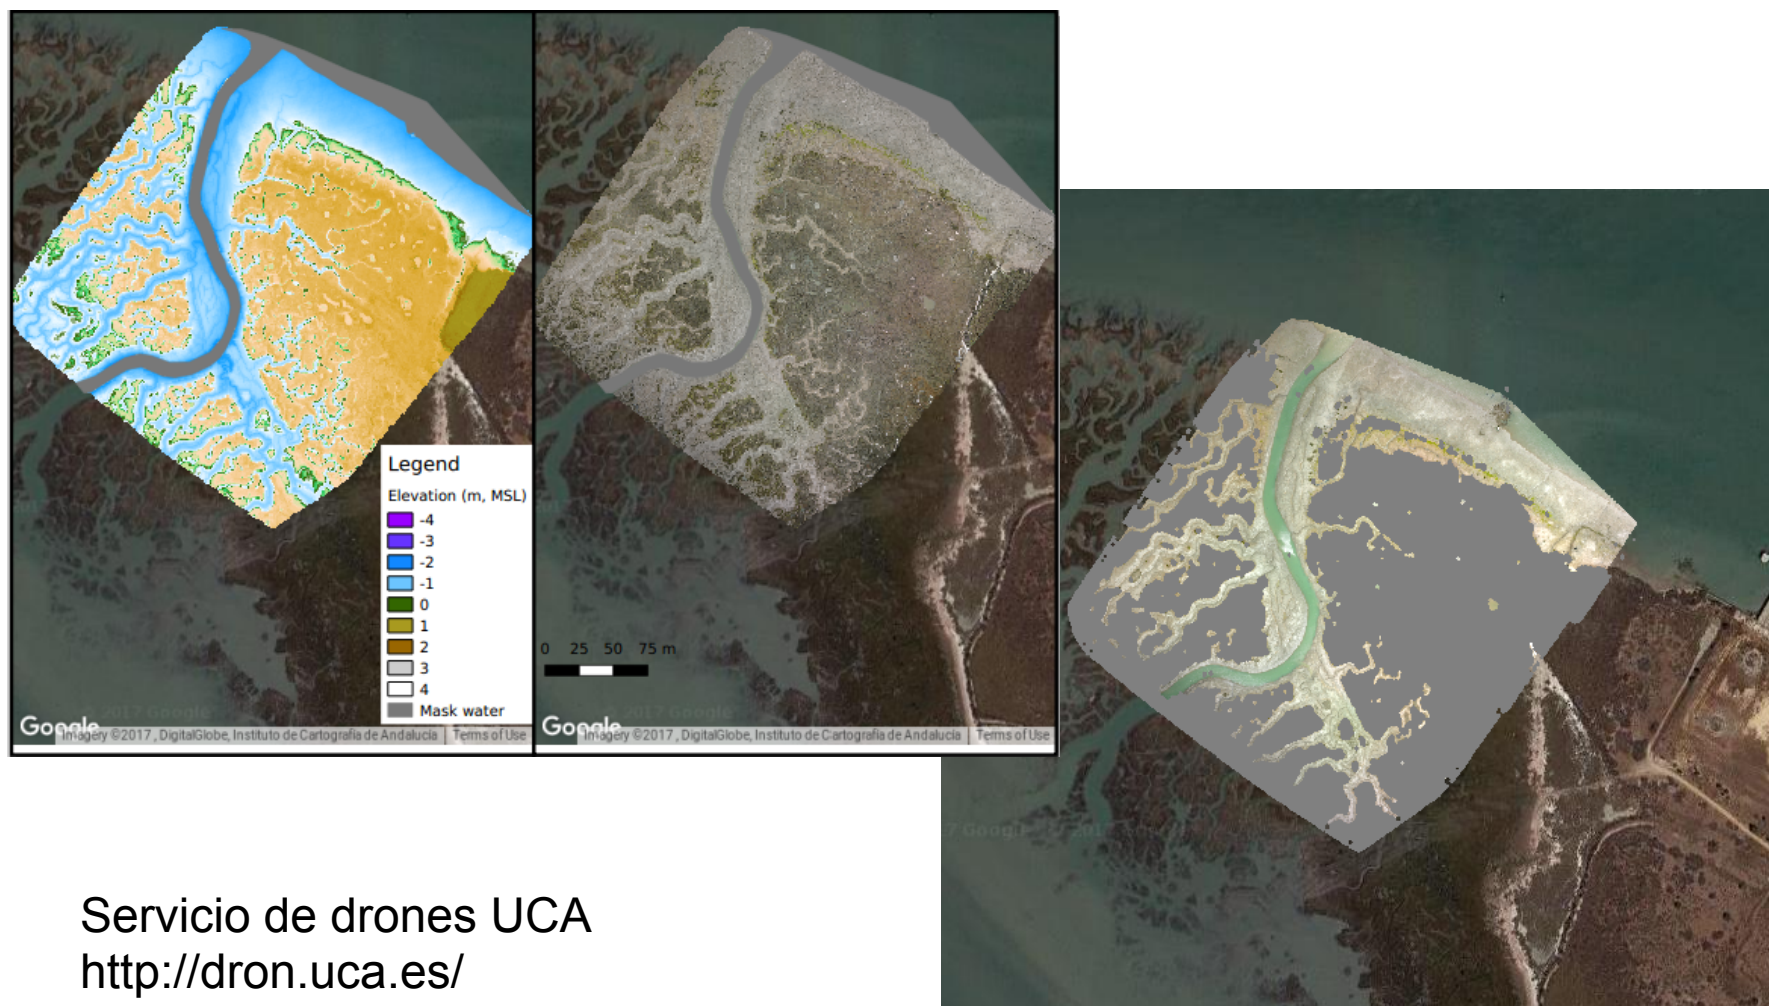 Legend
Elevation (m, MSL)
-4
-3
-2
-1
0
1
2
3
4
Mask water
Google
Imagery ©2017 , DigitalGlobe, Instituto de Cartografía de Andalucía
Terms of Use
0 25 50 75 m
Google
Imagery ©2017 , DigitalGlobe, Instituto de Cartografía de Andalucía
Terms of Use
Servicio de drones UCA
http://dron.uca.es/